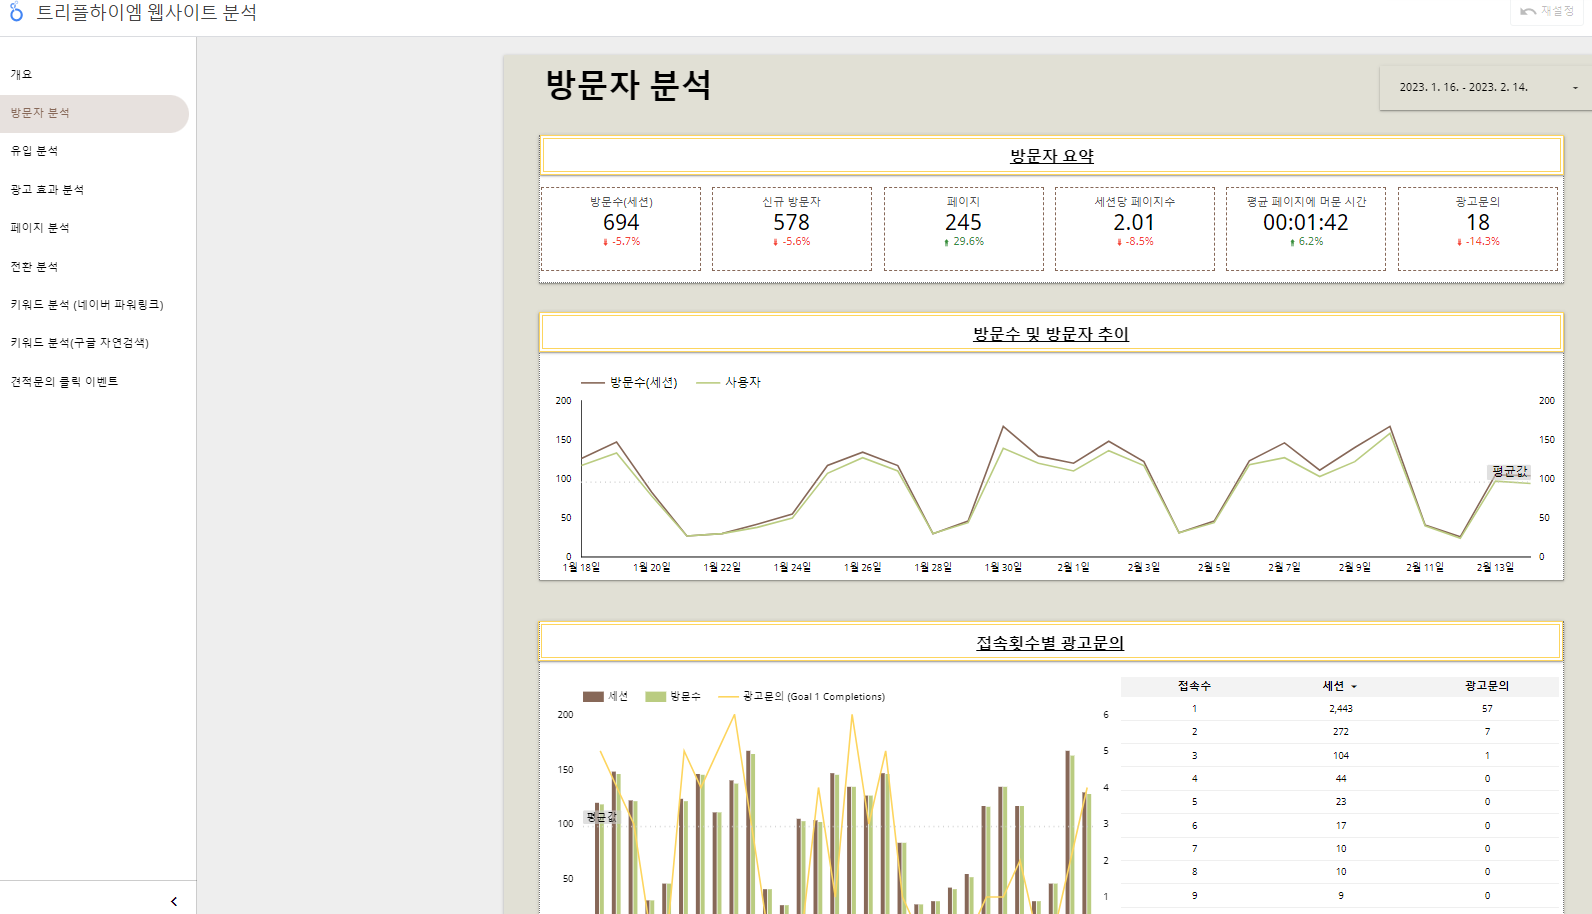 트리플하이엠 웹사이트 분석
재설정
개요
방문자 분석
유입 분석
광고 효과 분석
페이지 분석
전환 분석
키워드 분석 (네이버 파워링크)
키워드 분석(구글 자연검색)
견적문의 클릭 이벤트
방문자 분석
2023. 1. 16. - 2023. 2. 14.
방문자 요약
방문수(세션)
694
-5.7%
신규 방문자
578
-5.6%
페이지
245
29.6%
세션당 페이지수
2.01
-8.5%
평균 페이지에 머문 시간
00:01:42
6.2%
광고문의
18
-14.3%
방문수 및 방문자 추이
방문수(세션) 사용자
200 200
150 150
평균값
100 100
50 50
0 0
1월 18일 1월 20일 1월 22일 1월 24일 1월 26일 1월 28일 1월 30일 2월 1일 2월 3일 2월 5일 2월 7일 2월 9일 2월 11일 2월 13일
접속횟수별 광고문의
세션 방문수 광고문의 (Goal 1 Completions)
200 6
5
150
4
평균값
100 3
2
50
1
접속수 세션 광고문의
1 2,443 57
2 272 7
3 104 1
4 44 0
5 23 0
6 17 0
7 10 0
8 10 0
9 9 0